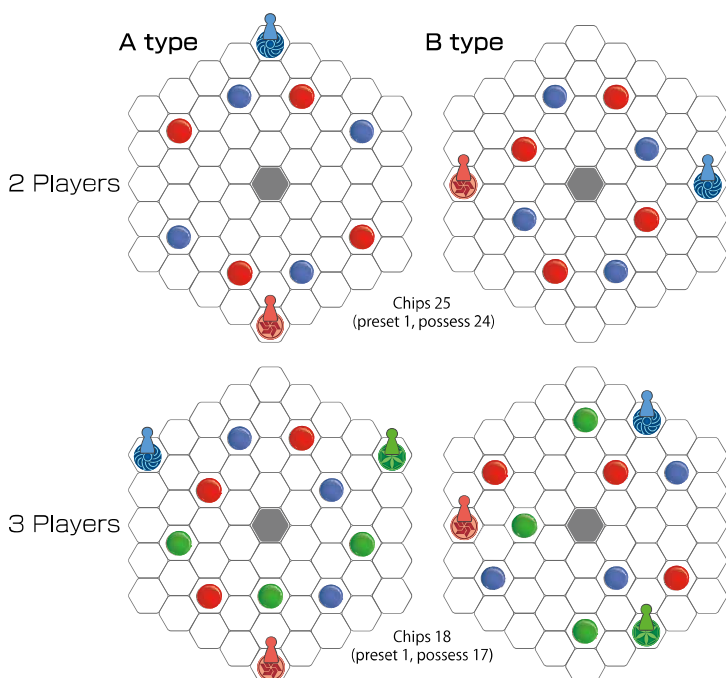 A type
B type
2 Players
Chips 25
(preset 1, possess 24)
3 Players
Chips 18
(preset 1, possess 17)